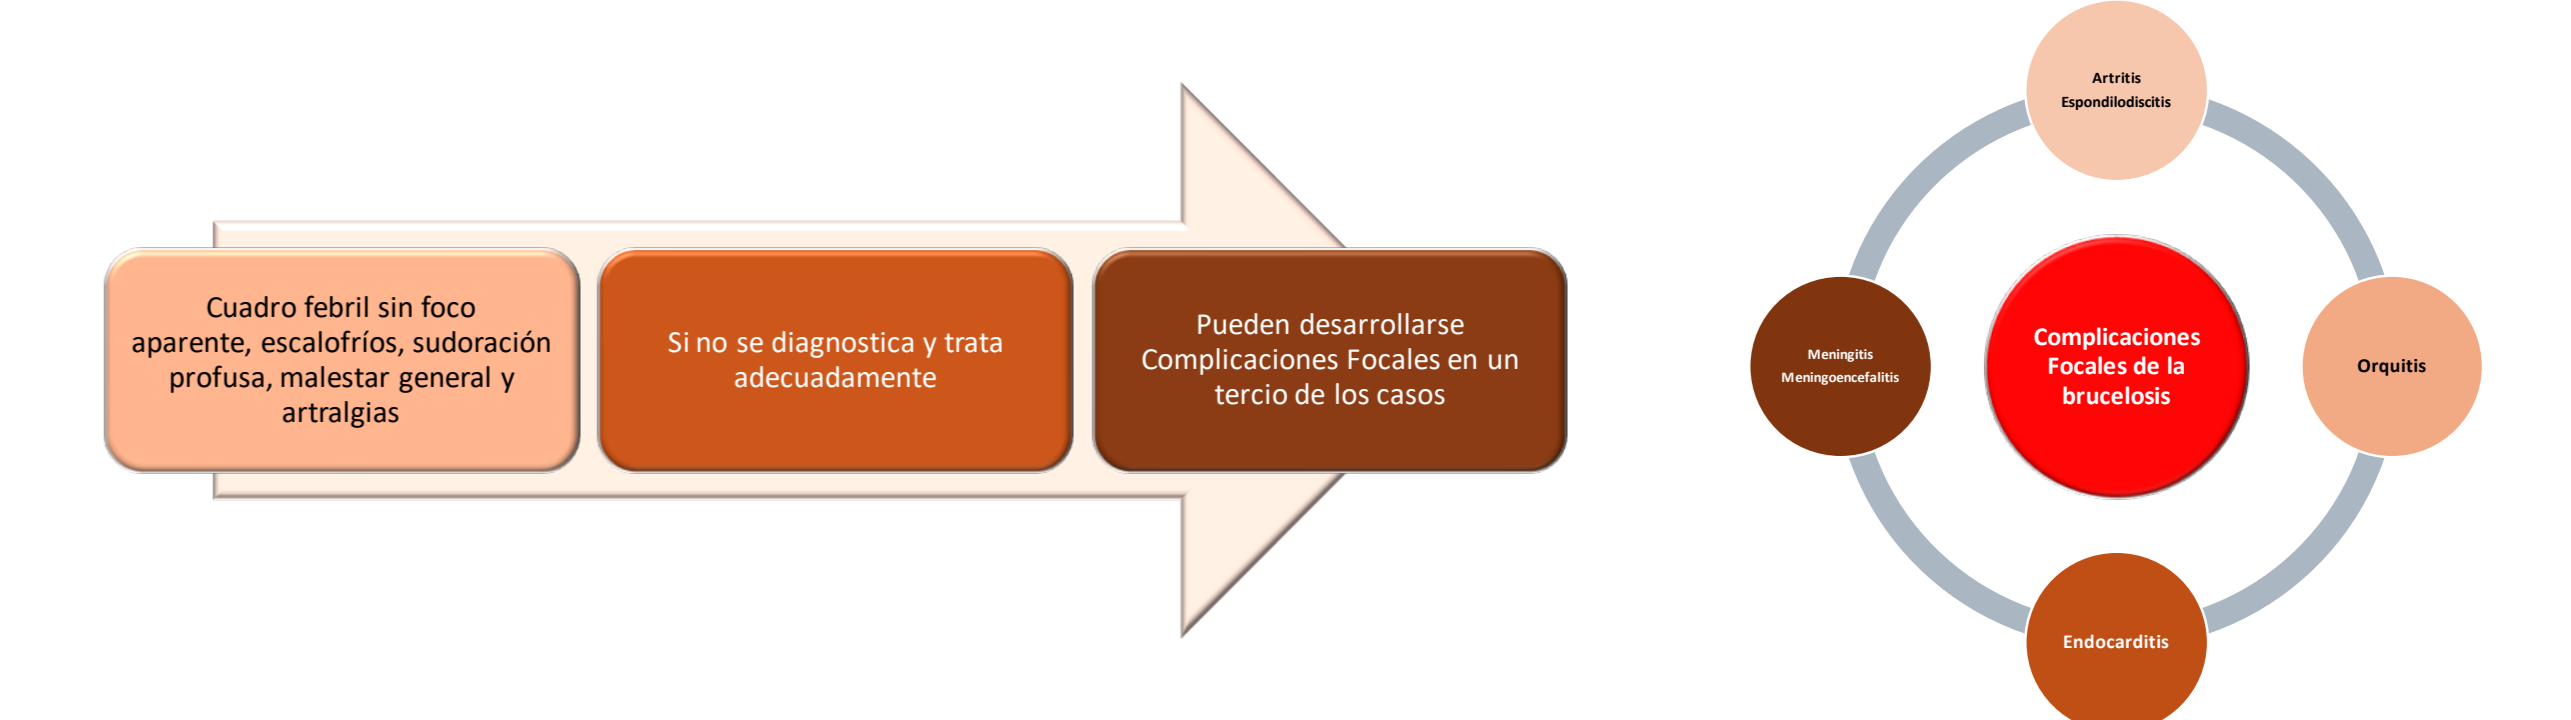 Cuadro febril sin foco
aparente, escalofríos, sudoración
profusa, malestar general y
artralgias
Si no se diagnostica y trata
adecuadamente
Pueden desarrollarse
Complicaciones Focales en un
tercio de los casos
Artritis
Espondilodiscitis
Meningitis
Meningoencefalitis
Complicaciones
Focales de la
brucelosis
Orquitis
Endocarditis